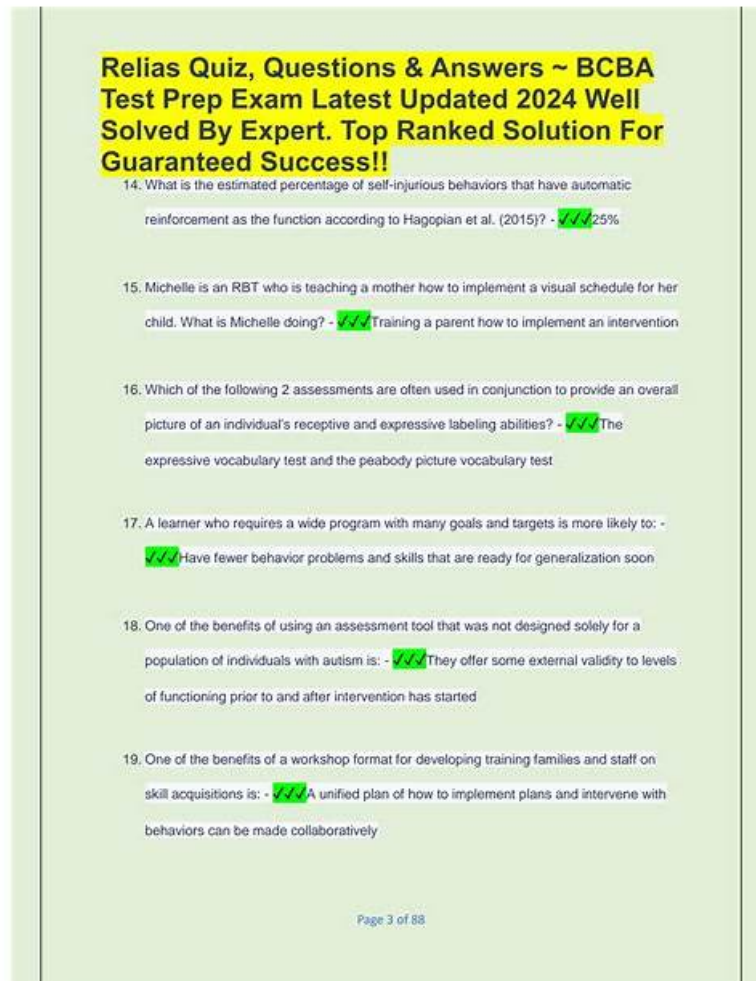 Relias Quiz, Questions & Answers ~ BCBA
Test Prep Exam Latest Updated 2024 Well
Solved By Expert. Top Ranked Solution For
Guaranteed Success!!
14. What is the estimated percentage of self-injurious behaviors that have automatic
reinforcement as the function according to Hagopian et al. (2015)? - ✓✓✓25%
15. Michelle is an RBT who is teaching a mother how to implement a visual schedule for her
child. What is Michelle doing? - ✓✓✓Training a parent how to implement an intervention
16. Which of the following 2 assessments are often used in conjunction to provide an overall
picture of an individual's receptive and expressive labeling abilities? - ✓✓✓The
expressive vocabulary test and the peabody picture vocabulary test
17. A learner who requires a wide program with many goals and targets is more likely to: -
✓✓✓Have fewer behavior problems and skills that are ready for generalization soon
18. One of the benefits of using an assessment tool that was not designed solely for a
population of individuals with autism is: - ✓✓✓They offer some external validity to levels
of functioning prior to and after intervention has started
19. One of the benefits of a workshop format for developing training families and staff on
skill acquisitions is: - ✓✓✓A unified plan of how to implement plans and intervene with
behaviors can be made collaboratively
Page 3 of 88